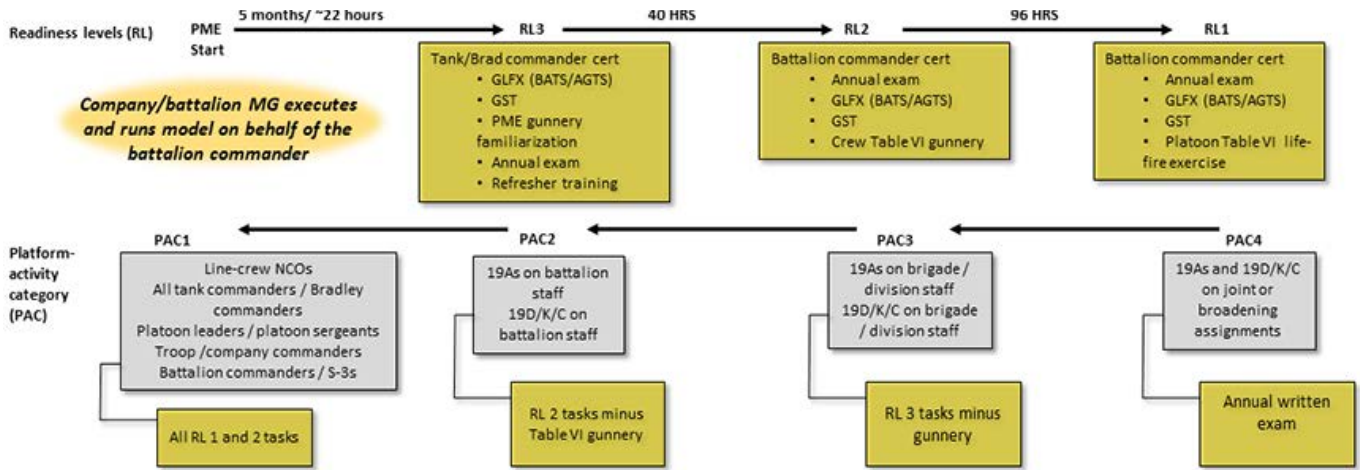 5 months/ ~22 hours
40 HRS
96 HRS
Readiness levels (RL)
PME
Start
RL3
RL2
RL1
Company/battalion MG executes
and runs model on behalf of the
battalion commander
Tank/Brad commander cert
• GLFX (BATS/AGTS)
• GST
• PME gunnery
familiarization
• Annual exam
• Refresher training
Battalion commander cert
• Annual exam
• GLFX (BATS/AGTS)
• GST
• Crew Table VI gunnery
Battalion commander cert
• Annual exam
• GLFX (BATS/AGTS)
• GST
• Platoon Table VI life-
fire exercise
Platform-
activity
category
(PAC)
PAC1
Line-crew NCOs
All tank commanders / Bradley
commanders
Platoon leaders / platoon sergeants
Troop /company commanders
Battalion commanders / S-3s
All RL 1 and 2 tasks
PAC2
19As on battalion
staff
19D/K/C on
battalion staff
RL 2 tasks minus
Table VI gunnery
PAC3
19As on brigade /
division staff
19D/K/C on brigade
/ division staff
RL 3 tasks minus
gunnery
PAC4
19As and 19D/K/C
on joint or
broadening
assignments
Annual written
exam